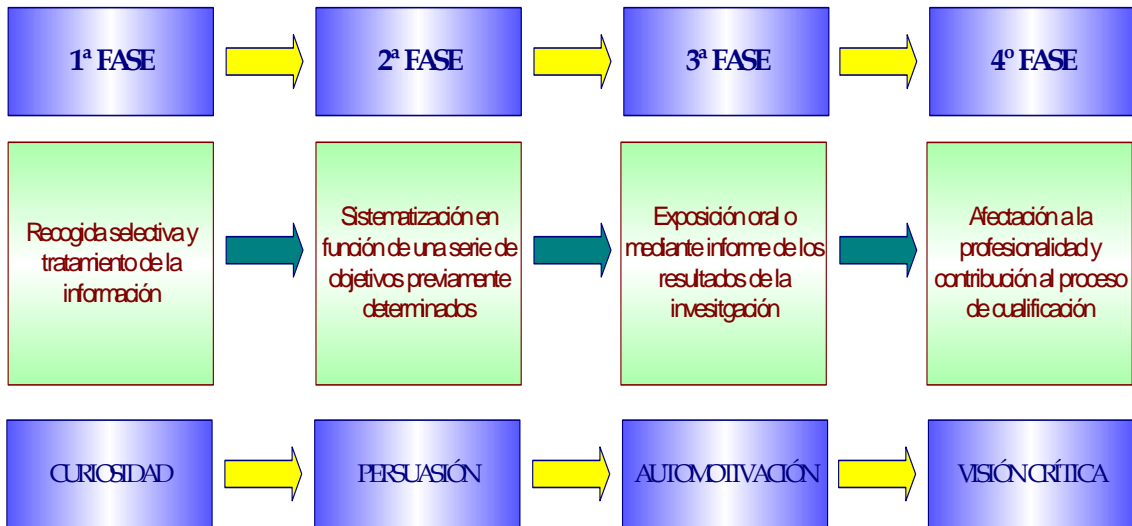 1ª FASE
2ª FASE
3ª FASE
4º FASE
Recogida selectiva y
tratamiento de la
información
Sistematización en
función de una serie de
objetivos previamente
determinados
Exposición oral o
mediante informe de los
resultados de la
invesitgación
Afectación a la
profesionalidad y
contribución al proceso
de cualificación
CURIOSIDAD
PERSUASIÓN
AUTOMOTIVACIÓN
VISIÓN CRÍTICA